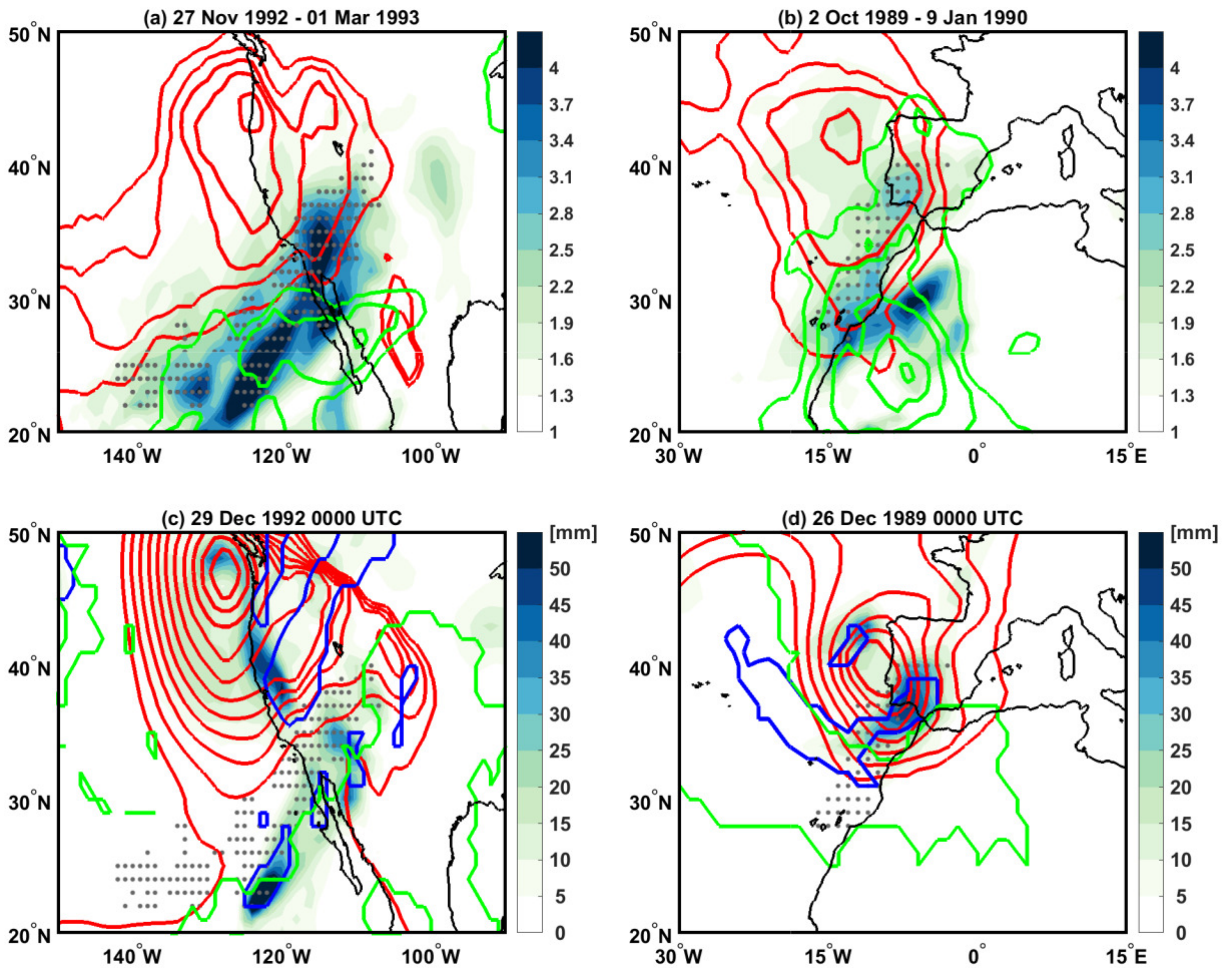 (a) 27 Nov 1992 - 01 Mar 1993
50°N
40°N
30°N
20°N
140°W
120°W
100°W
4
3.7
3.4
3.1
2.8
2.5
2.2
1.9
1.6
1.3
1
(b) 2 Oct 1989 - 9 Jan 1990
50°N
40°N
30°N
20°N
30°W
15°W
0°
15°E
4
3.7
3.4
3.1
2.8
2.5
2.2
1.9
1.6
1.3
1
(c) 29 Dec 1992 0000 UTC
[mm]
50°N
40°N
30°N
20°N
140°W
120°W
100°W
50
45
40
35
30
25
20
15
10
5
0
(d) 26 Dec 1989 0000 UTC
[mm]
50°N
40°N
30°N
20°N
30°W
15°W
0°
15°E
50
45
40
35
30
25
20
15
10
5
0